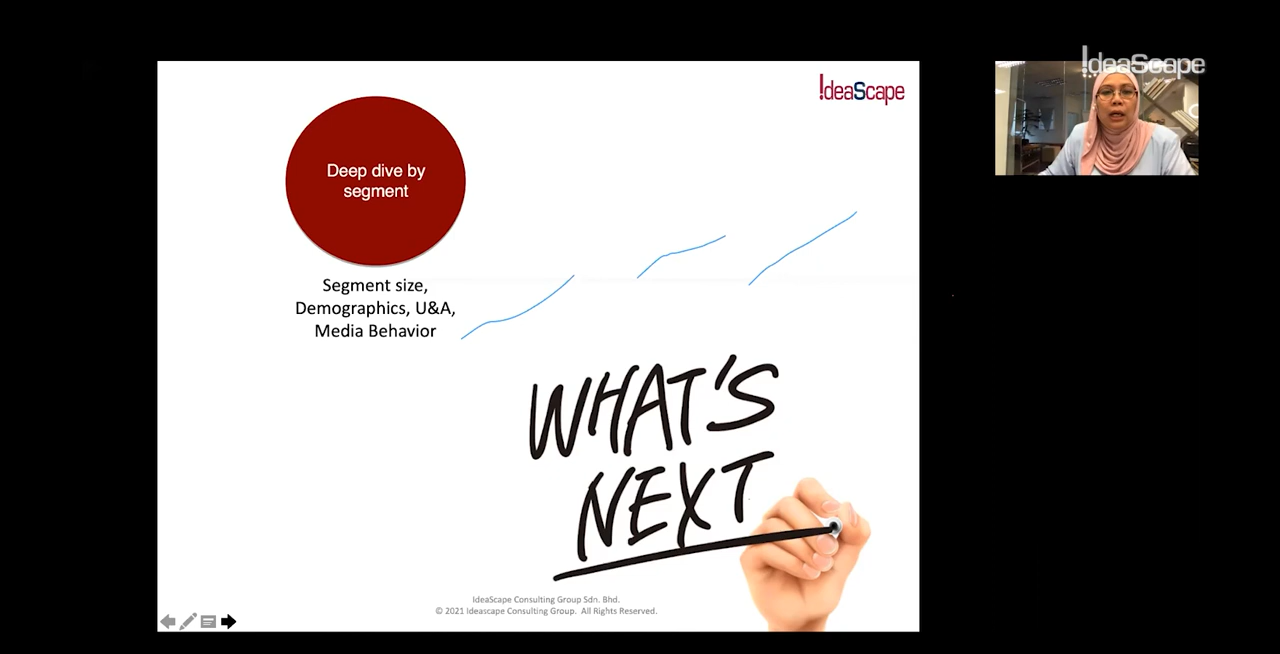 !deaScape
!deaScape
Deep dive by
segment
Segment size,
Demographics, U&A,
Media Behavior
WHAT'S
NEXT
IdeaScape Consulting Group Sdn. Bhd.
© 2021 Ideascape Consulting Group. All Rights Reserved.